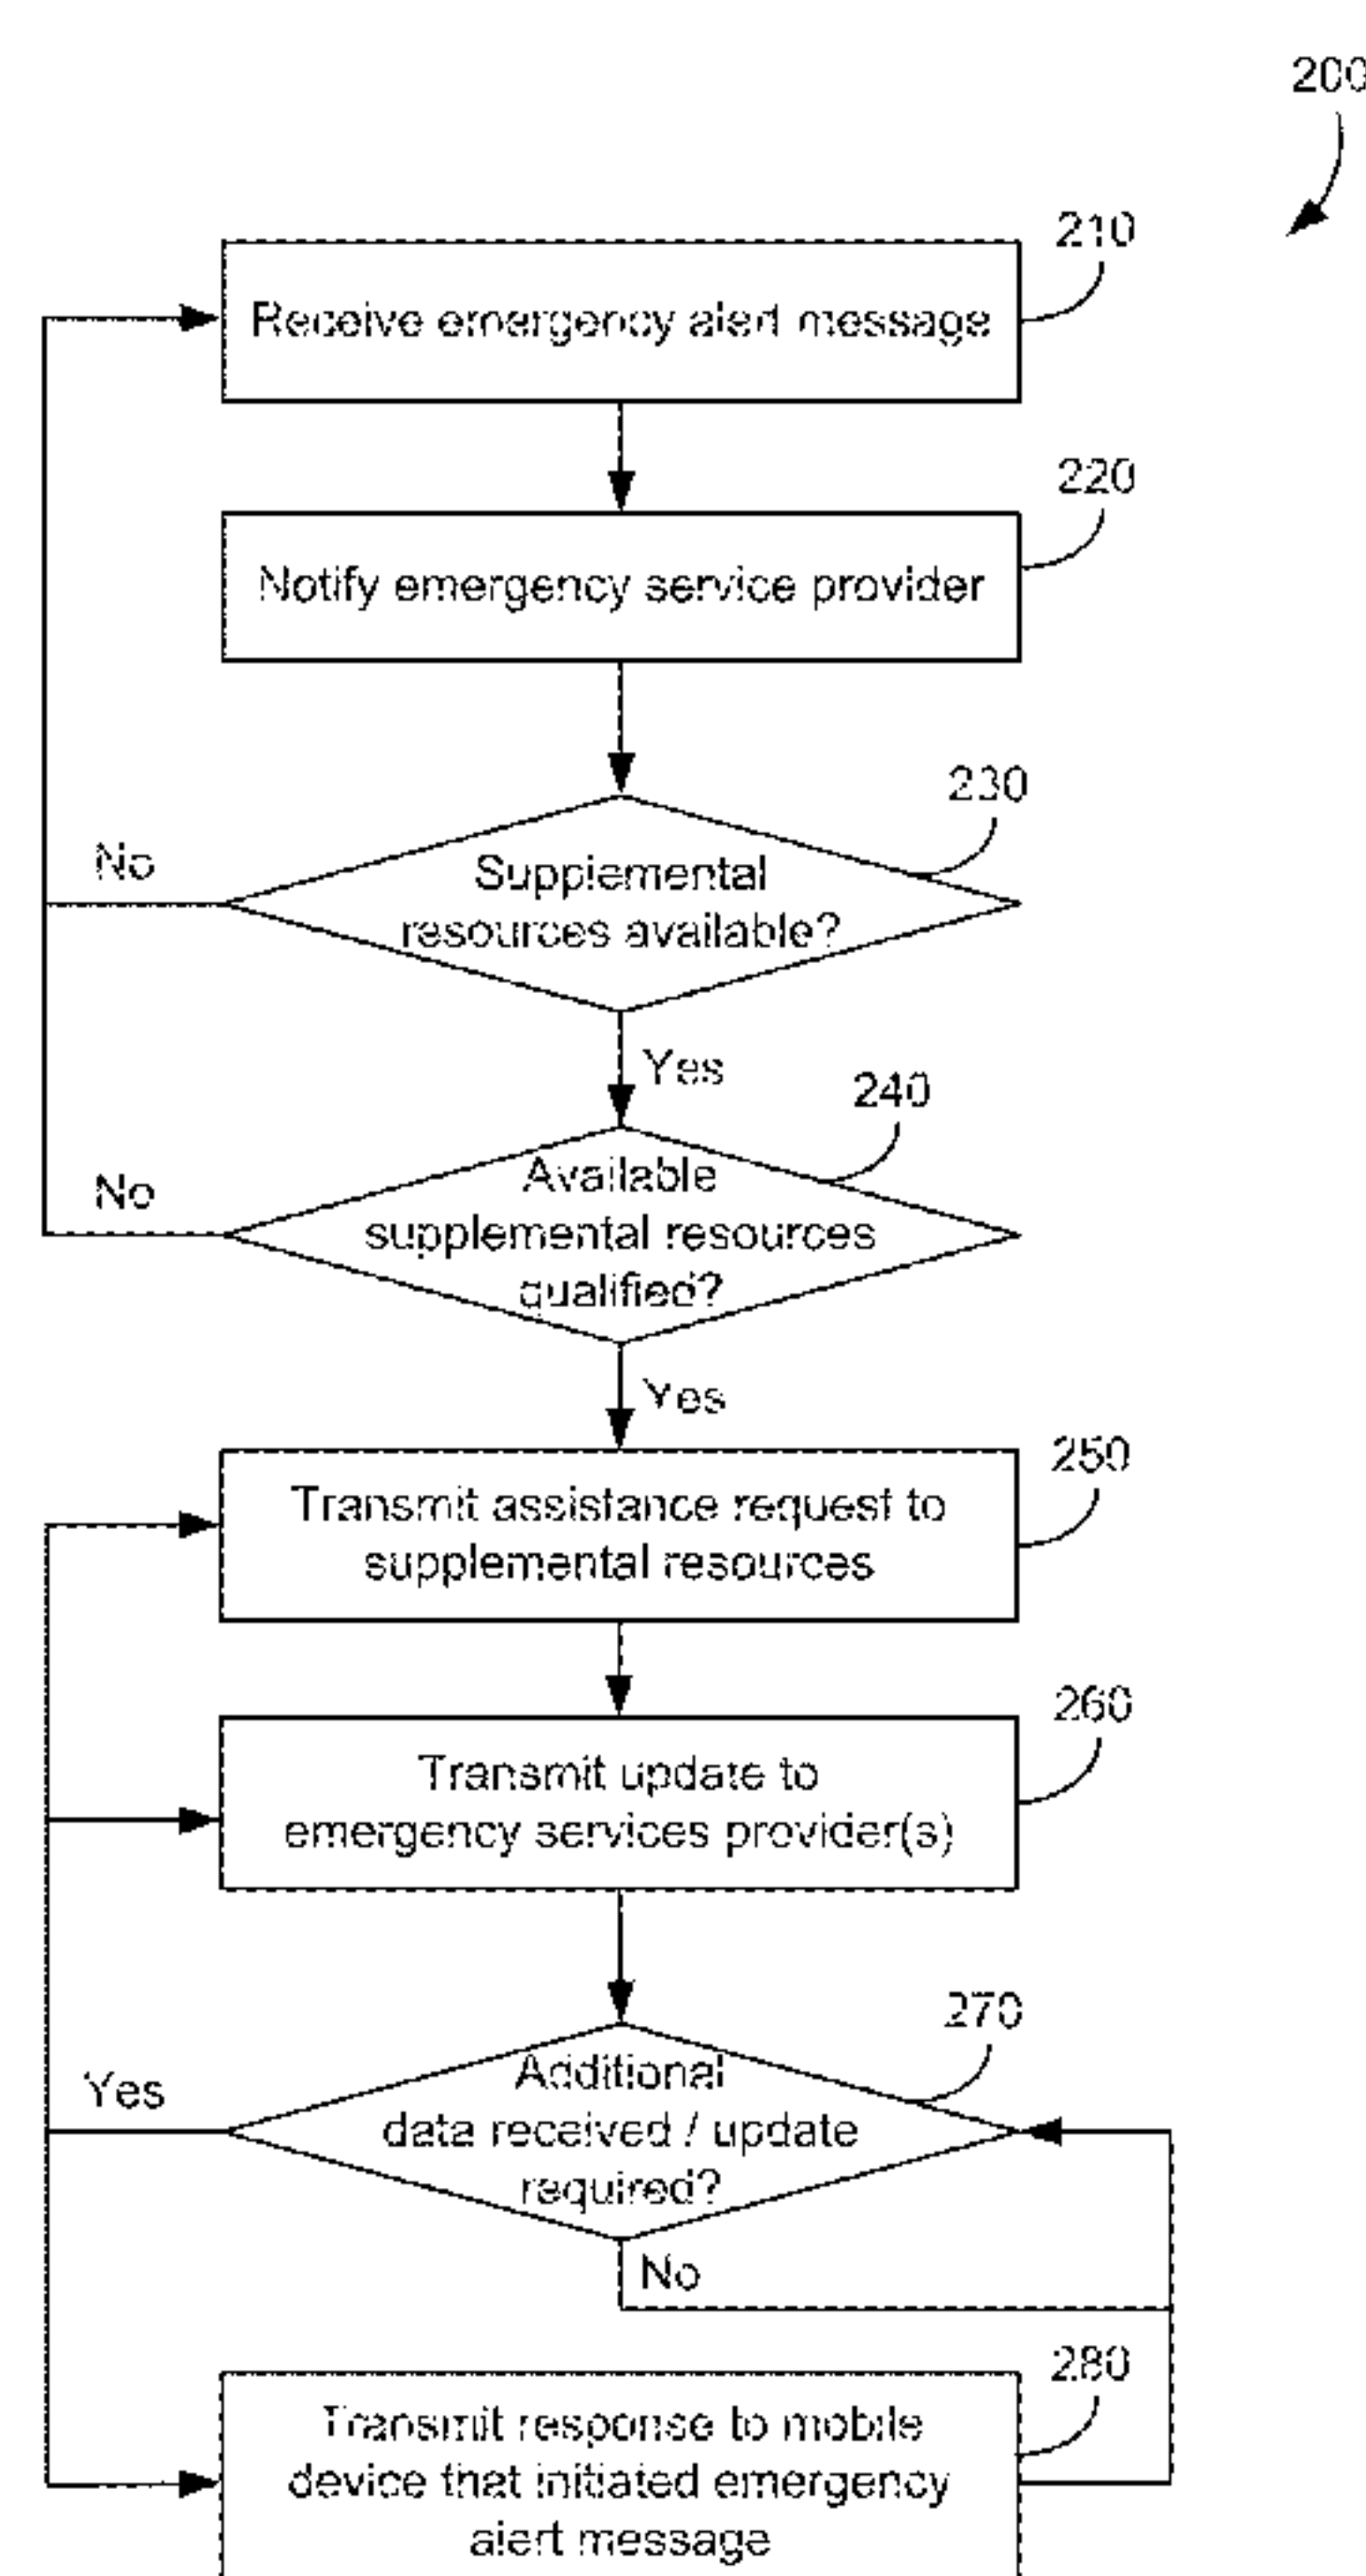 200
210
Receive emergency alert message
220
Notify emergency service provider
230
No
Supplemental
resources available?
Yes
240
No
Available
supplemental resources
qualified?
Yes
250
Transmit assistance request to
supplemental resources
260
Transmit update to
emergency services provider(s)
270
Yes
Additional
data received / update
required?
No
280
Transmit response to mobile
device that initiated emergency
alert message